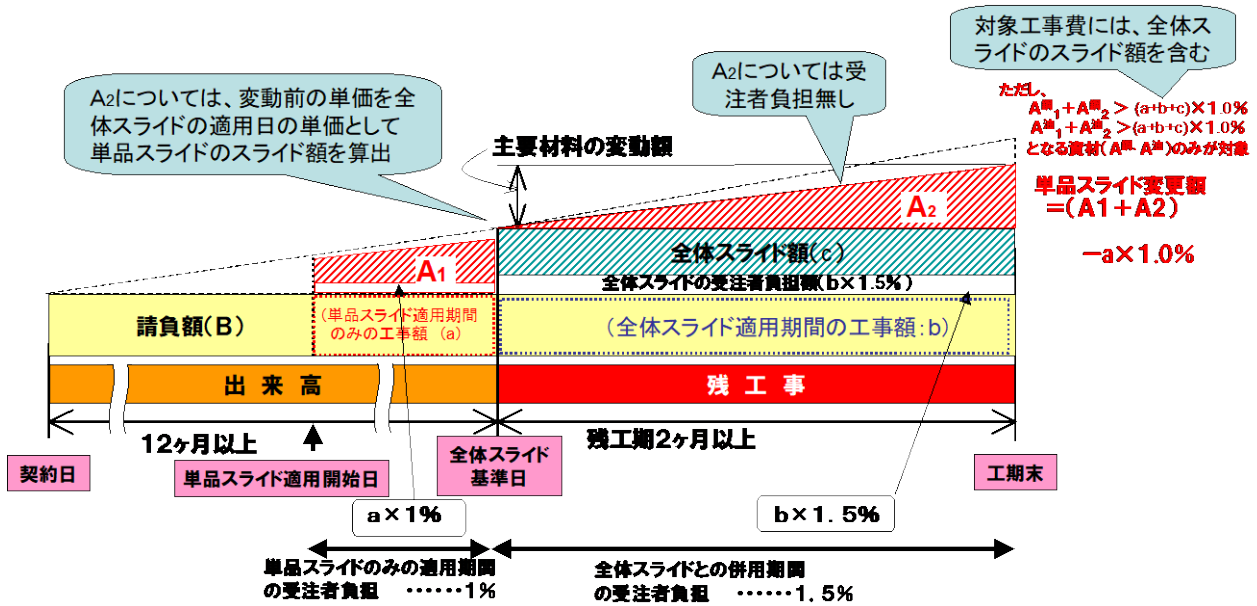 対象工事費には、全体ス
ライドのスライド額を含む
A2については受
注者負担無し
A2については、変動前の単価を全
体スライドの適用日の単価として
単品スライドのスライド額を算出
ただし、
A鋼1+A鋼2>(a+b+c)×1.0%
A油1+A油2>(a+b+c)×1.0%
となる資材(A鋼 A油)のみが対象
主要材料の変動額
単品スライド変更額
=(A1+A2)
-a×1.0%
A2
A1
全体スライド額(c)
全体スライドの受注者負担額(b×1.5%)
請負額(B)
(単品スライド適用期間
のみの工事額 (a)
(全体スライド適用期間の工事額:b)
出 来 高
残 工 事
12ヶ月以上
残工期2ヶ月以上
契約日
単品スライド適用開始日
全体スライド
基準日
工期末
a×1%
b×1.5%
単品スライドのみの適用期間
の受注者負担 ……1%
全体スライドとの併用期間
の受注者負担 ……1.5%